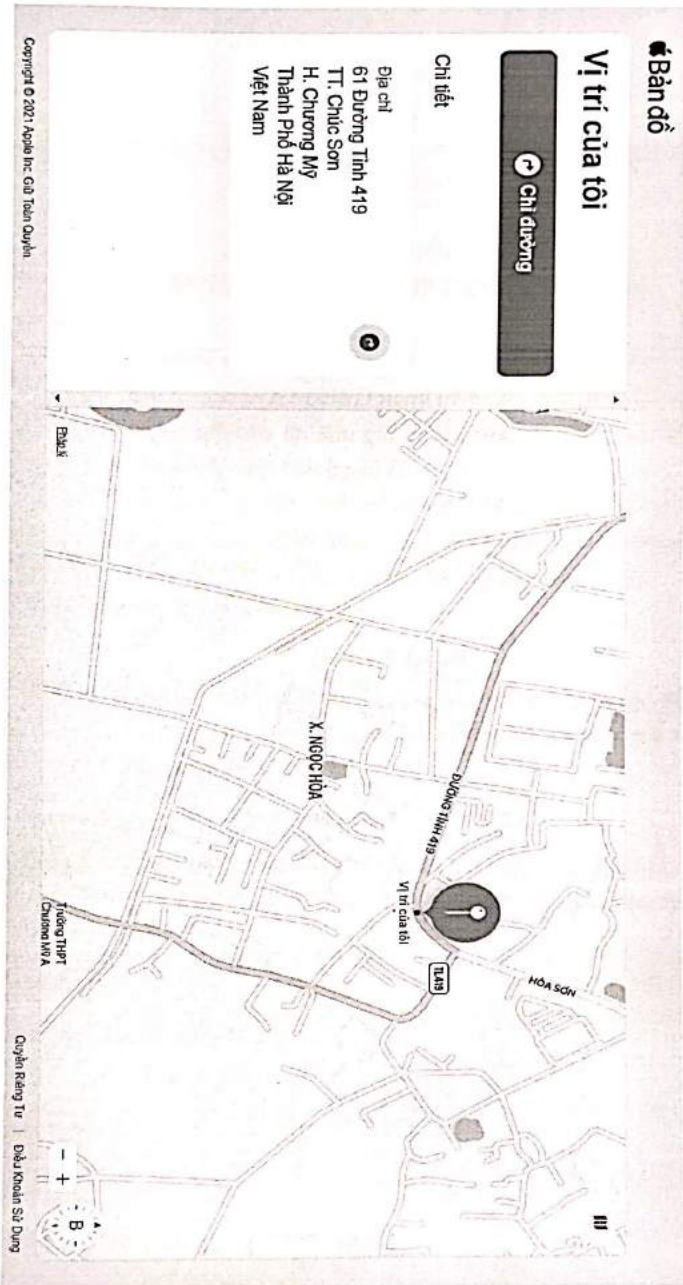 Bản đồ
Vị trí của tôi
Chỉ đường
Chi tiết
Địa chỉ
61 Đường Tỉnh 419
TT. Chúc Sơn
H. Chương Mỹ
Thành Phố Hà Nội
Việt Nam
ĐƯỜNG TỈNH 419
Vị trí của tôi
TL419
HÒA SƠN
X. NGỌC HÒA
Trường THPT
Chương Mỹ A
Pháp lý
B
Copyright © 2021 Apple Inc. Giữ Toàn Quyền.
Quyền Riêng Tư | Điều Khoản Sử Dụng